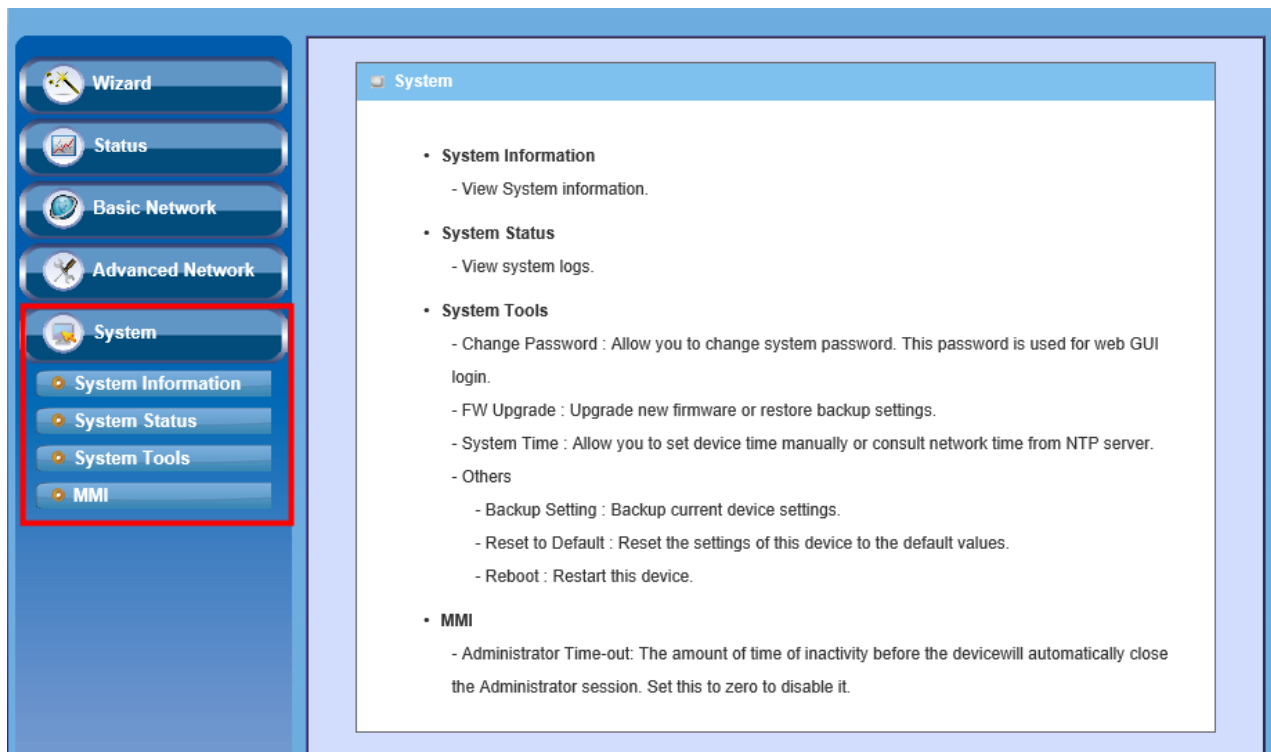 Wizard
Status
Basic Network
Advanced Network
System
System Information
System Status
System Tools
MMI
System
• System Information
- View System information.
• System Status
- View system logs.
• System Tools
- Change Password : Allow you to change system password. This password is used for web GUI
login.
- FW Upgrade : Upgrade new firmware or restore backup settings.
- System Time : Allow you to set device time manually or consult network time from NTP server.
- Others
- Backup Setting : Backup current device settings.
- Reset to Default : Reset the settings of this device to the default values.
- Reboot : Restart this device.
• MMI
- Administrator Time-out: The amount of time of inactivity before the devicewill automatically close
the Administrator session. Set this to zero to disable it.